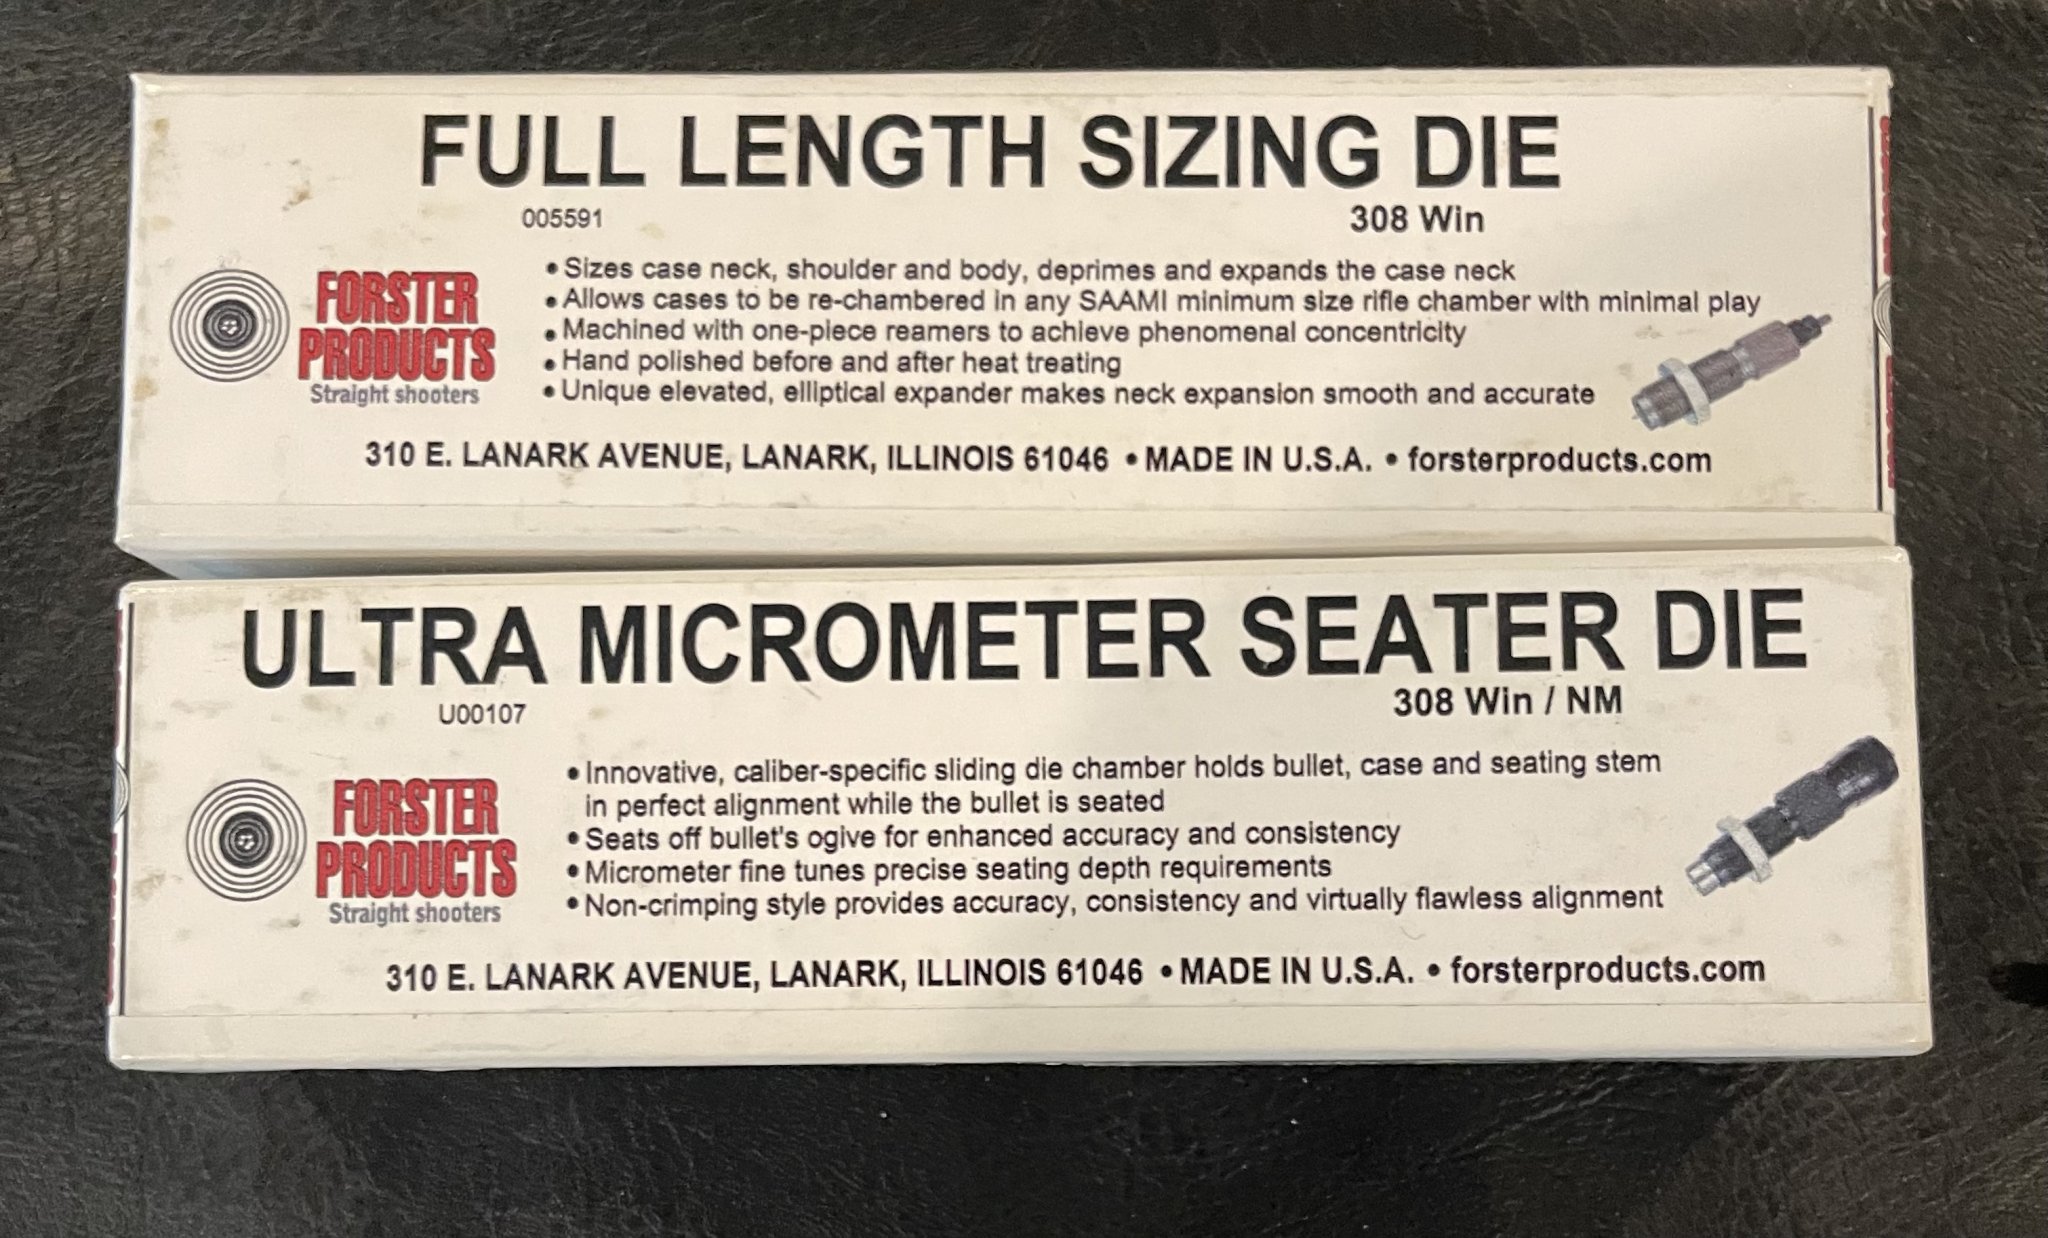 FULL LENGTH SIZING DIE
005591
308 Win
FORSTER
PRODUCTS
Straight shooters
• Sizes case neck, shoulder and body, deprimes and expands the case neck
• Allows cases to be re-chambered in any SAAMI minimum size rifle chamber with minimal play
• Machined with one-piece reamers to achieve phenomenal concentricity
• Hand polished before and after heat treating
• Unique elevated, elliptical expander makes neck expansion smooth and accurate
310 E. LANARK AVENUE, LANARK, ILLINOIS 61046 • MADE IN U.S.A. • forsterproducts.com
ULTRA MICROMETER SEATER DIE
U00107
308 Win / NM
FORSTER
PRODUCTS
Straight shooters
• Innovative, caliber-specific sliding die chamber holds bullet, case and seating stem
in perfect alignment while the bullet is seated
• Seats off bullet's ogive for enhanced accuracy and consistency
• Micrometer fine tunes precise seating depth requirements
• Non-crimping style provides accuracy, consistency and virtually flawless alignment
310 E. LANARK AVENUE, LANARK, ILLINOIS 61046 • MADE IN U.S.A. • forsterproducts.com